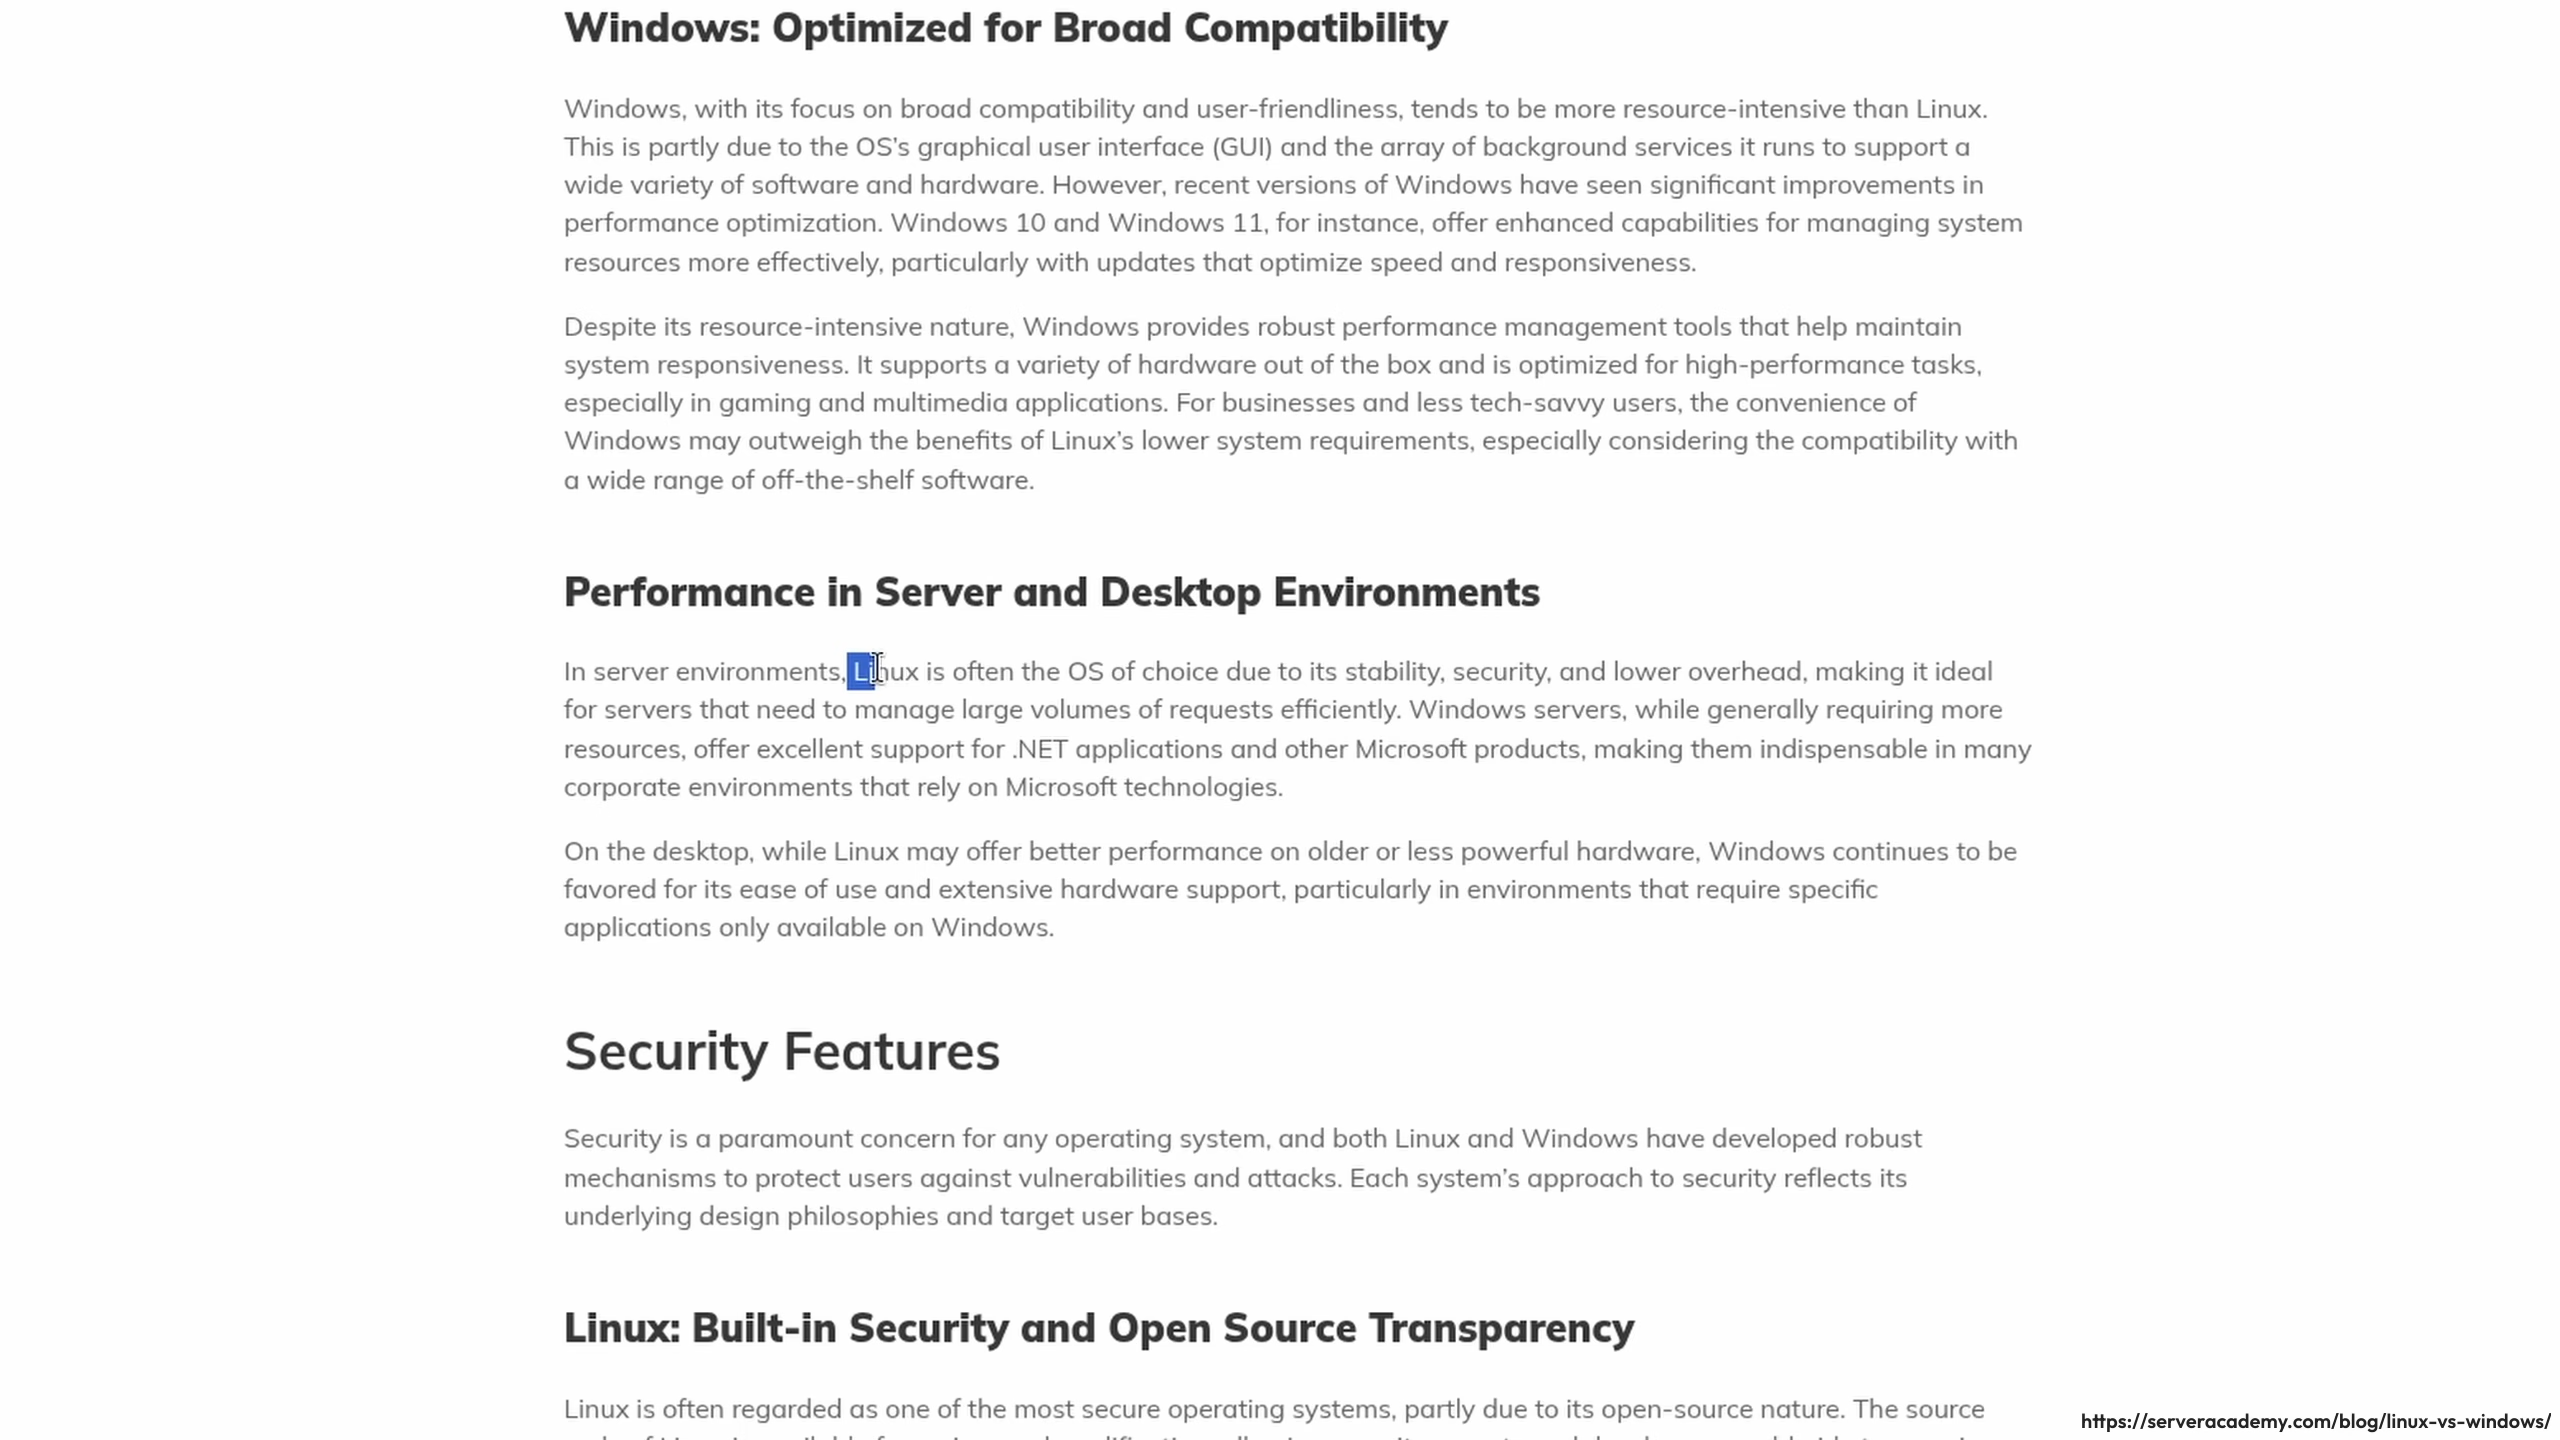 Windows: Optimized for Broad Compatibility
Windows, with its focus on broad compatibility and user-friendliness, tends to be more resource-intensive than Linux.
This is partly due to the OS’s graphical user interface (GUI) and the array of background services it runs to support a
wide variety of software and hardware. However, recent versions of Windows have seen significant improvements in
performance optimization. Windows 10 and Windows 11, for instance, offer enhanced capabilities for managing system
resources more effectively, particularly with updates that optimize speed and responsiveness.
Despite its resource-intensive nature, Windows provides robust performance management tools that help maintain
system responsiveness. It supports a variety of hardware out of the box and is optimized for high-performance tasks,
especially in gaming and multimedia applications. For businesses and less tech-savvy users, the convenience of
Windows may outweigh the benefits of Linux’s lower system requirements, especially considering the compatibility with
a wide range of off-the-shelf software.
Performance in Server and Desktop Environments
In server environments, Linux is often the OS of choice due to its stability, security, and lower overhead, making it ideal
for servers that need to manage large volumes of requests efficiently. Windows servers, while generally requiring more
resources, offer excellent support for .NET applications and other Microsoft products, making them indispensable in many
corporate environments that rely on Microsoft technologies.
On the desktop, while Linux may offer better performance on older or less powerful hardware, Windows continues to be
favored for its ease of use and extensive hardware support, particularly in environments that require specific
applications only available on Windows.
Security Features
Security is a paramount concern for any operating system, and both Linux and Windows have developed robust
mechanisms to protect users against vulnerabilities and attacks. Each system’s approach to security reflects its
underlying design philosophies and target user bases.
Linux: Built-in Security and Open Source Transparency
Linux is often regarded as one of the most secure operating systems, partly due to its open-source nature. The source
https://serveracademy.com/blog/linux-vs-windows/